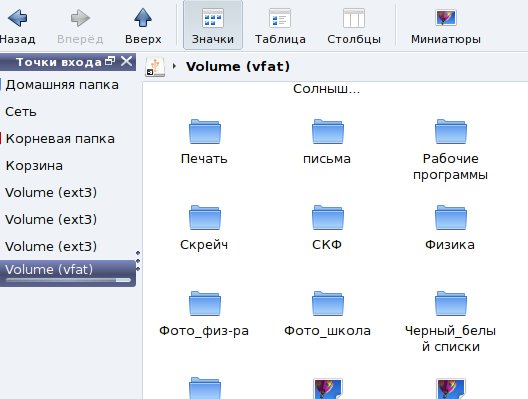 Назад Вперёд Вверх Значки Таблица Столбцы Миниатюры
Точки входа
Volume (vfat)
Домашняя папка
Сеть
Корневая папка
Корзина
Volume (ext3)
Volume (ext3)
Volume (ext3)
Volume (vfat)
Солныш...
Печать письма Рабочие
программы
Скрейч СКФ Физика
Фото_физ-ра Фото_школа Черный_белы
й списки